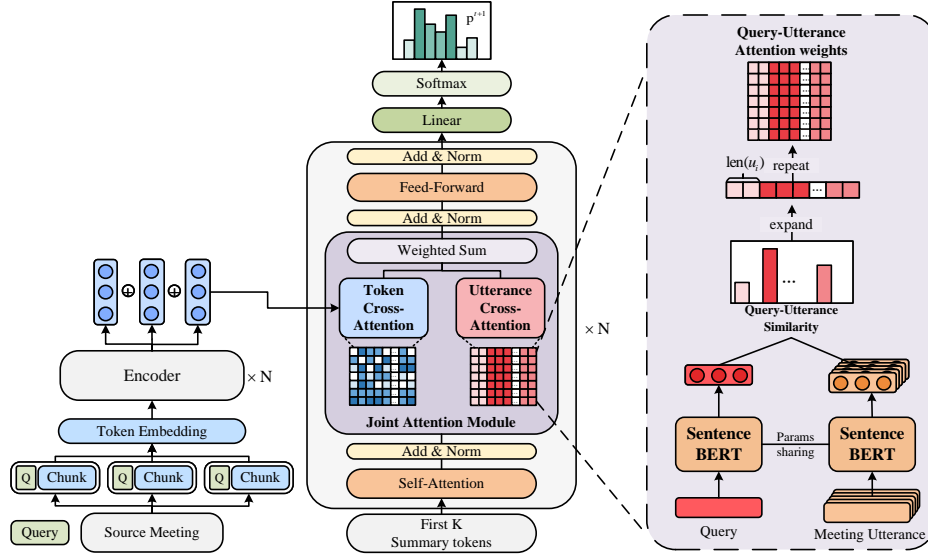 p^{t+1}
Softmax
Linear
Add & Norm
Feed-Forward
Add & Norm
Weighted Sum
Token
Cross-
Attention
Utterance
Cross-
Attention
...
...
Joint Attention Module
Add & Norm
Self-Attention
First K
Summary tokens
× N
Encoder
× N
Token Embedding
Q Chunk
Q Chunk
Q Chunk
Query
Source Meeting
Query-Utterance
Attention weights
...
repeat
len(u_i)
...
expand
...
Query-Utterance
Similarity
Sentence
BERT
Params
sharing
Sentence
BERT
Query
Meeting Utterance